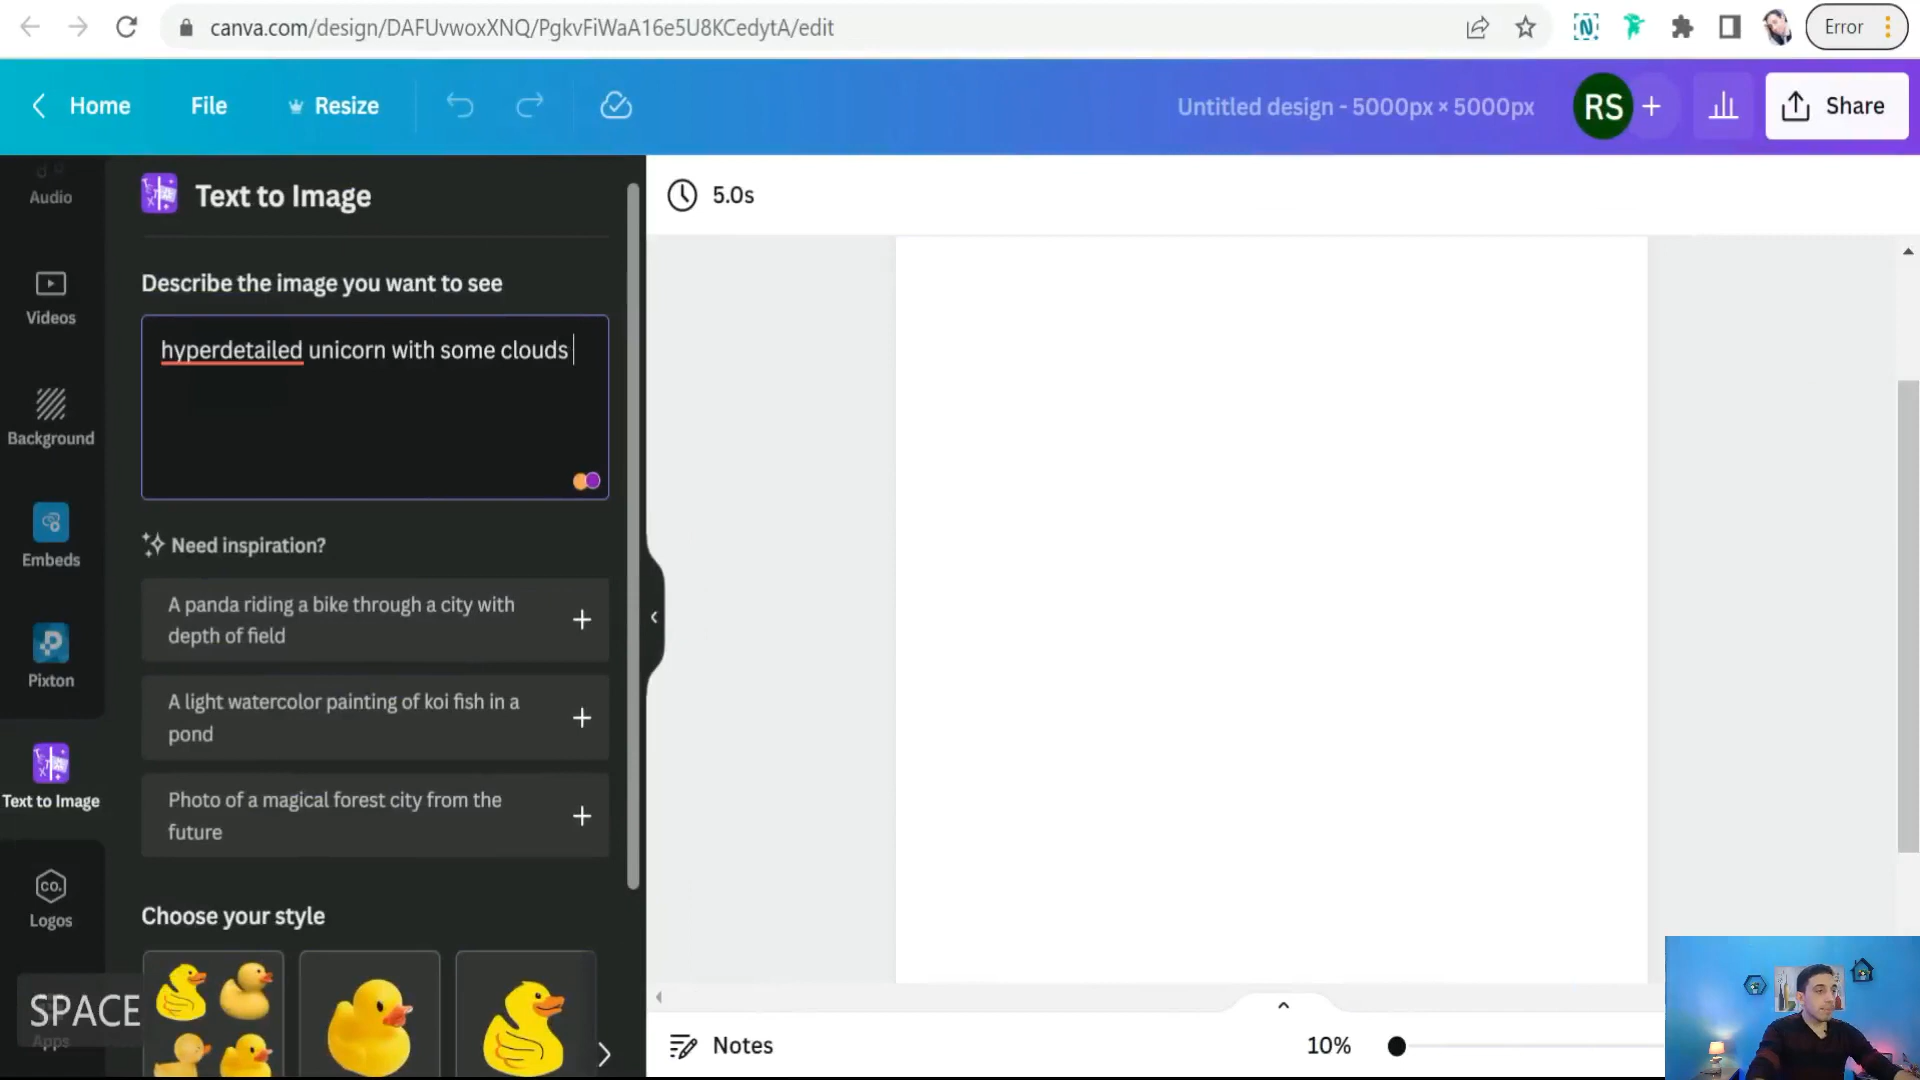 canva.com/design/DAFUvwoxXNQ/PgkvFiWaA16e5U8KCedytA/edit
Error
Home
File
Resize
Untitled design - 5000px × 5000px
RS
Share
Audio
Videos
Background
Embeds
Pixton
Text to Image
Logos
Apps
SPACE
Text to Image
Describe the image you want to see
hyperdetailed unicorn with some clouds
Need inspiration?
A panda riding a bike through a city with
depth of field
A light watercolor painting of koi fish in a
pond
Photo of a magical forest city from the
future
Choose your style
5.0s
Notes
10%